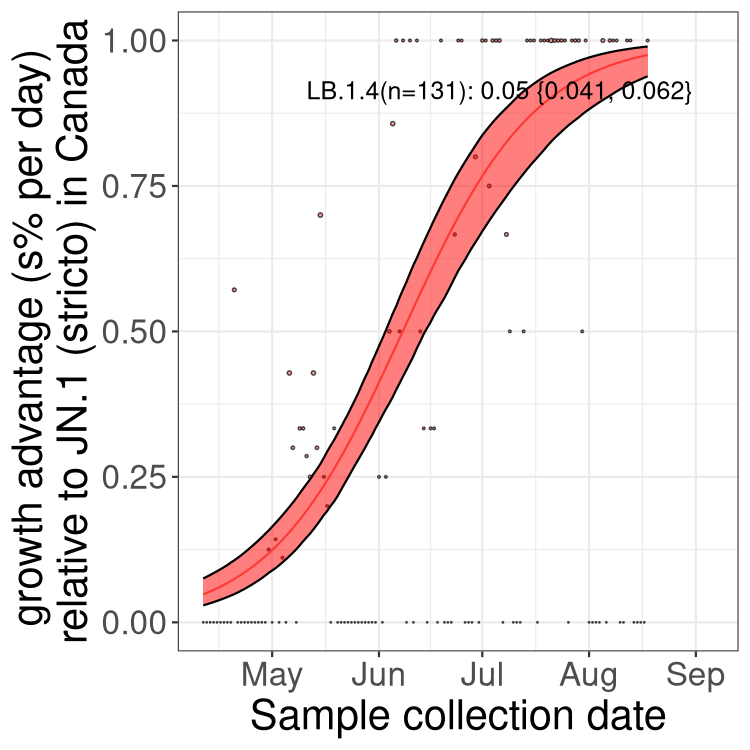 growth advantage (s% per day)
relative to JN.1 (stricto) in Canada
1.00
LB.1.4(n=131): 0.05 {0.041, 0.062}
0.75
0.50
0.25
0.00
May Jun Jul Aug Sep
Sample collection date